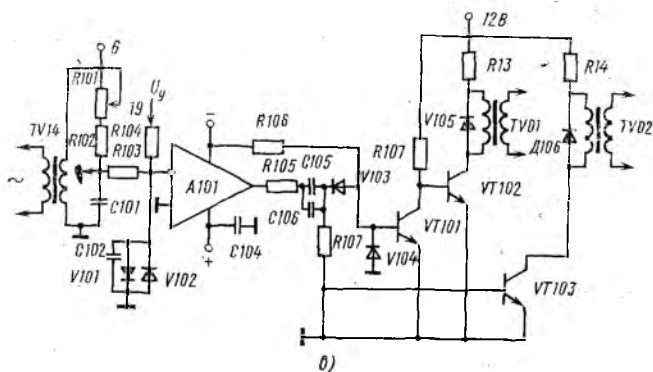 6
12В
R101
R13
R14
19
Uу
R108
V105
TV14
R102
R104
R103
TV01
Д106
TV02
R105
C105
V103
R107
A101
VT102
C106
C101
R107
VT101
C102
C104
V104
V101
V102
VT103
−
+
~
в)